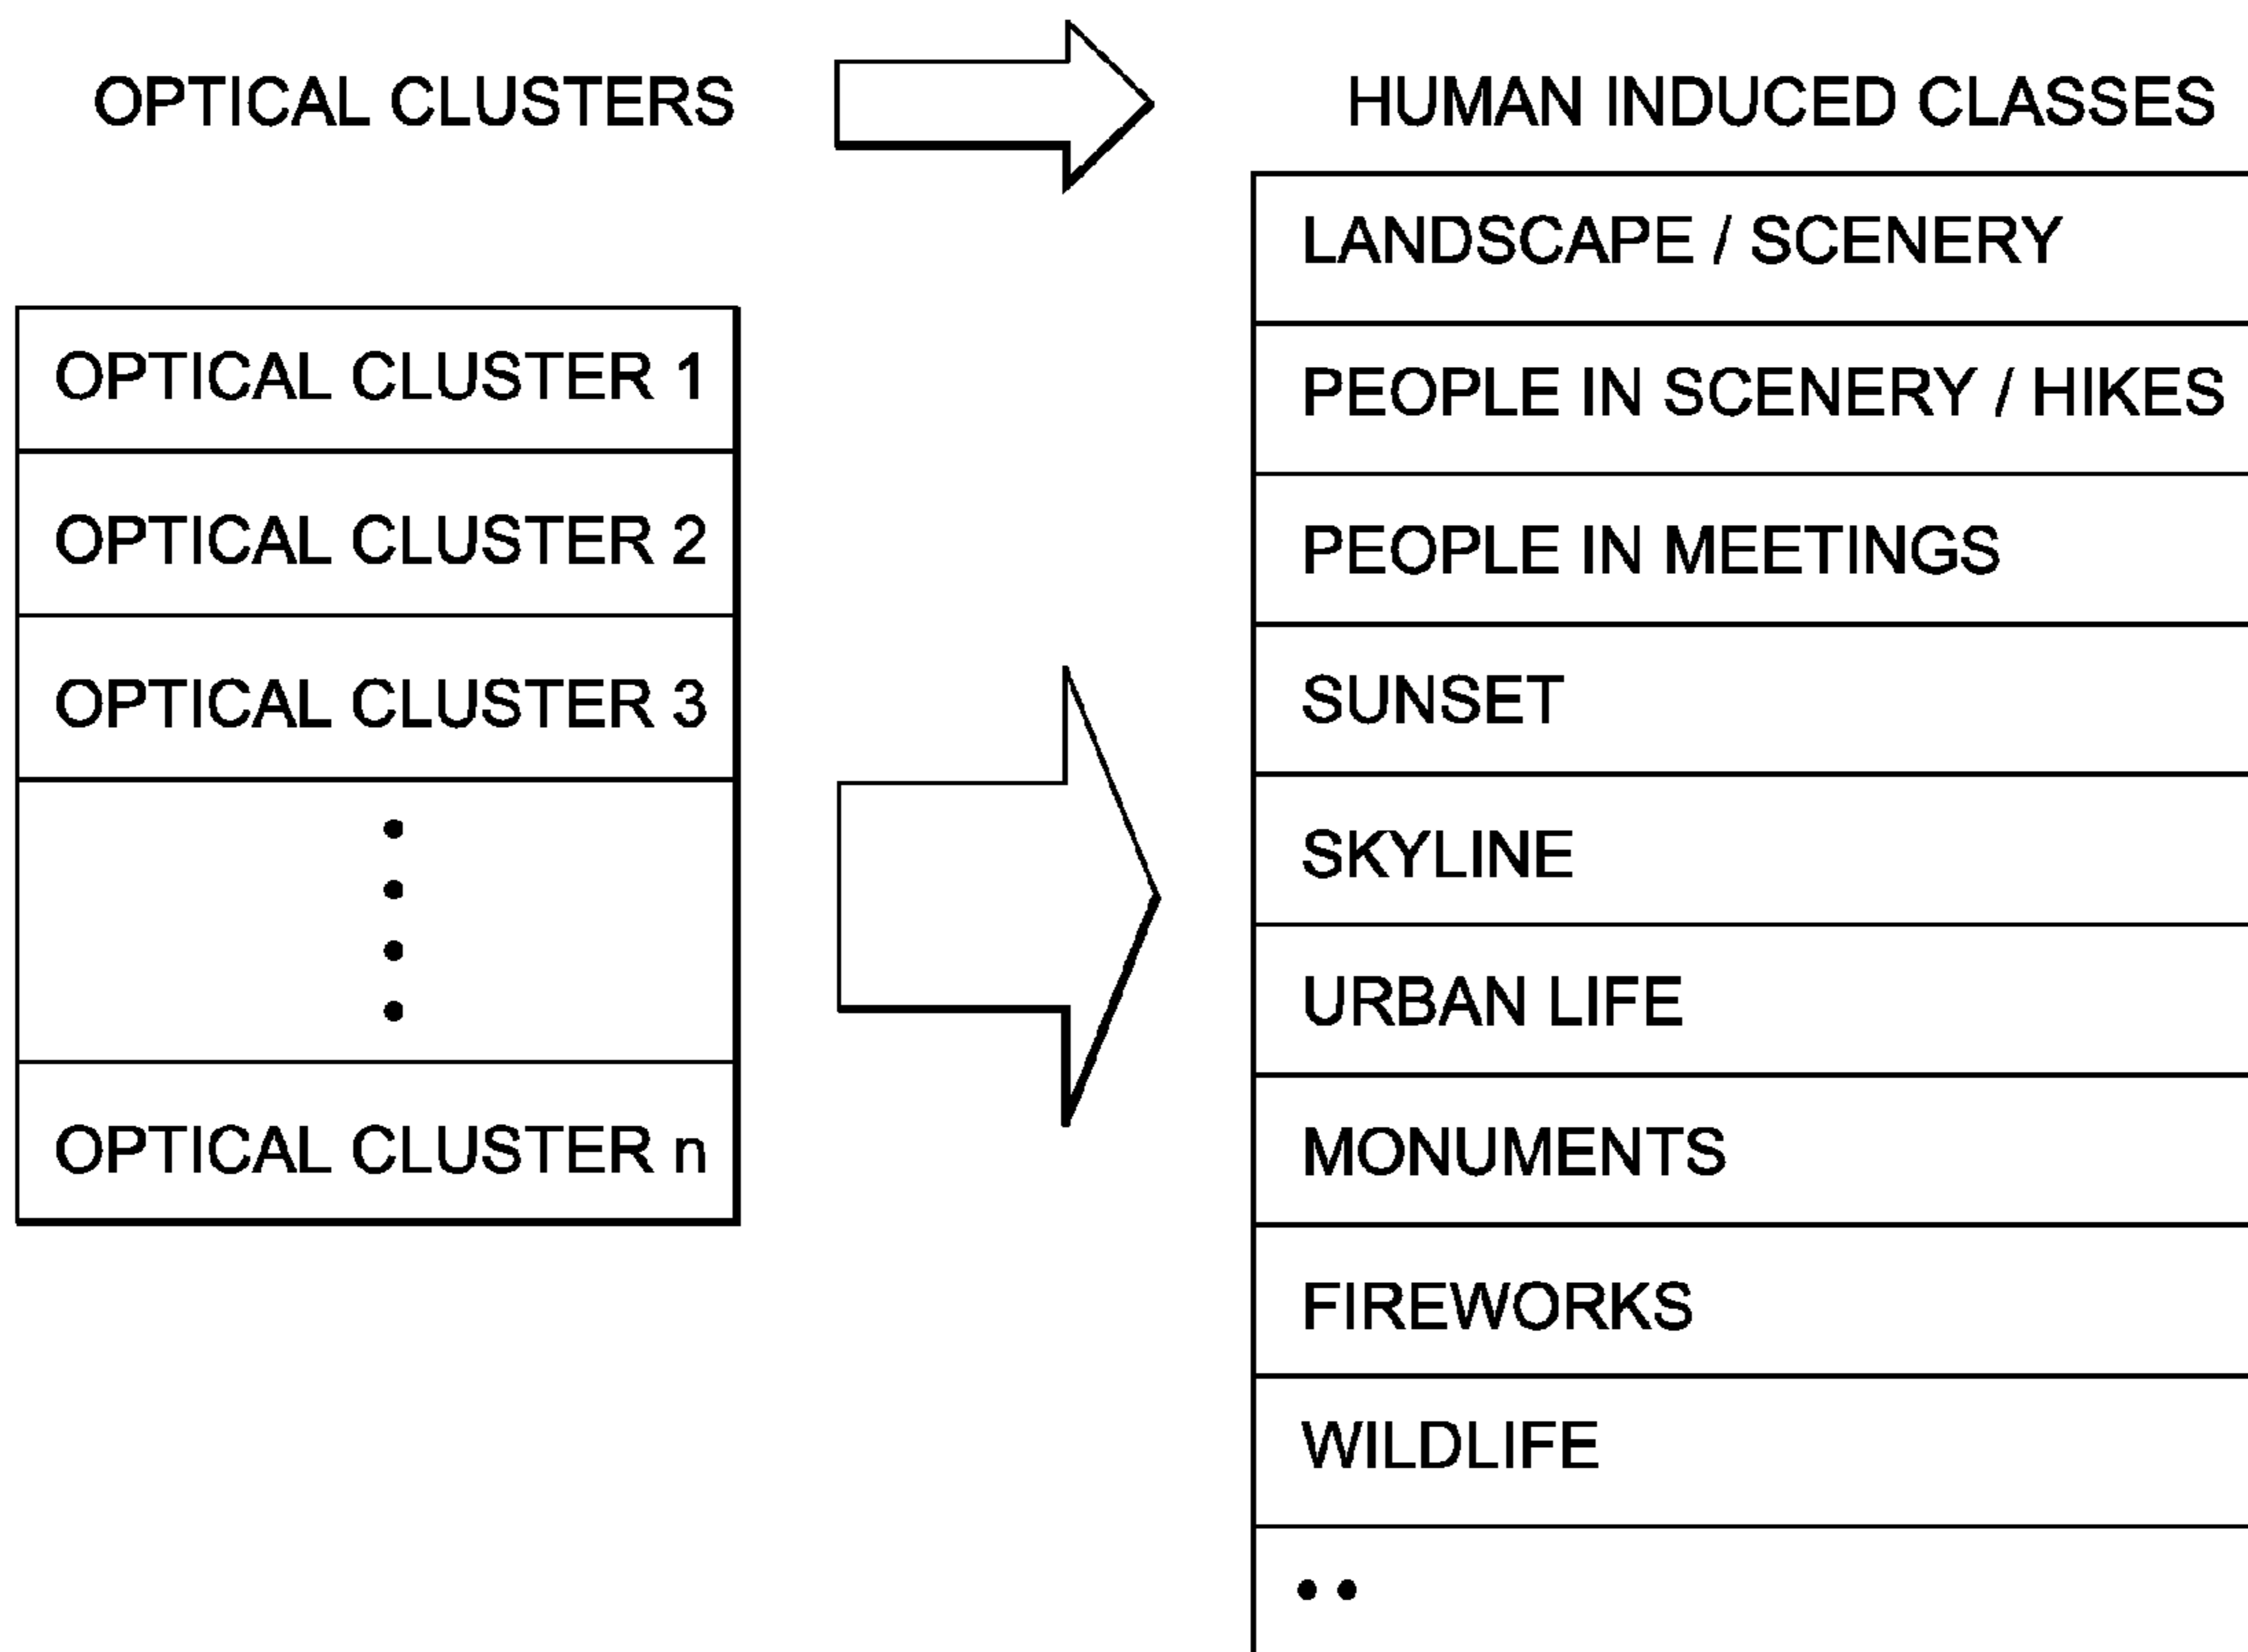 OPTICAL CLUSTERS
HUMAN INDUCED CLASSES
OPTICAL CLUSTER 1
OPTICAL CLUSTER 2
OPTICAL CLUSTER 3
OPTICAL CLUSTER n
LANDSCAPE / SCENERY
PEOPLE IN SCENERY / HIKES
PEOPLE IN MEETINGS
SUNSET
SKYLINE
URBAN LIFE
MONUMENTS
FIREWORKS
WILDLIFE